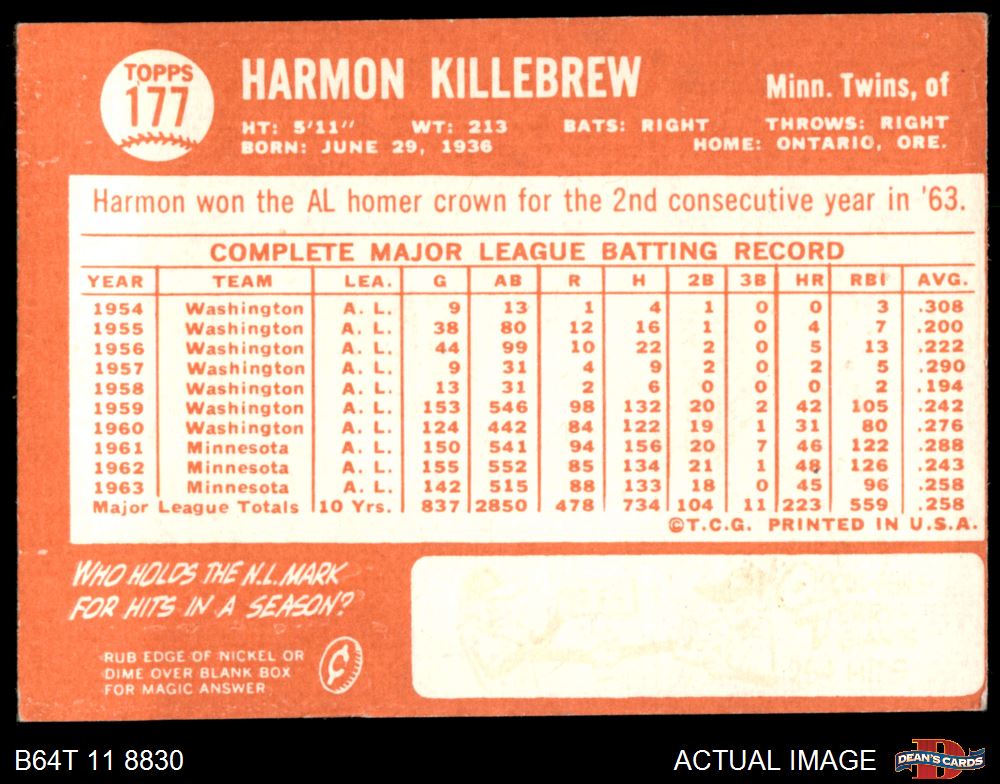 TOPPS
177
HARMON KILLEBREW
Minn. Twins, of
HT: 5'11" WT: 213 BATS: RIGHT THROWS: RIGHT
BORN: JUNE 29, 1936 HOME: ONTARIO, ORE.
Harmon won the AL homer crown for the 2nd consecutive year in '63.
COMPLETE MAJOR LEAGUE BATTING RECORD
YEAR TEAM LEA. G AB R H 2B 3B HR RBI AVG.
1954 Washington A. L. 9 13 1 4 1 0 0 3 .308
1955 Washington A. L. 38 80 12 16 1 0 4 7 .200
1956 Washington A. L. 44 99 10 22 2 0 5 13 .222
1957 Washington A. L. 9 31 4 9 2 0 2 5 .290
1958 Washington A. L. 13 31 2 6 0 0 0 2 .194
1959 Washington A. L. 153 546 98 132 20 2 42 105 .242
1960 Washington A. L. 124 442 84 122 19 1 31 80 .276
1961 Minnesota A. L. 150 541 94 156 20 7 46 122 .288
1962 Minnesota A. L. 155 552 85 134 21 1 48 126 .243
1963 Minnesota A. L. 142 515 88 133 18 0 45 96 .258
Major League Totals 10 Yrs. 837 2850 478 734 104 11 223 559 .258
©T.C.G. PRINTED IN U.S.A.
WHO HOLDS THE N.L. MARK
FOR HITS IN A SEASON?
RUB EDGE OF NICKEL OR
DIME OVER BLANK BOX
FOR MAGIC ANSWER
B64T 11 8830
ACTUAL IMAGE
DEAN'S CARDS